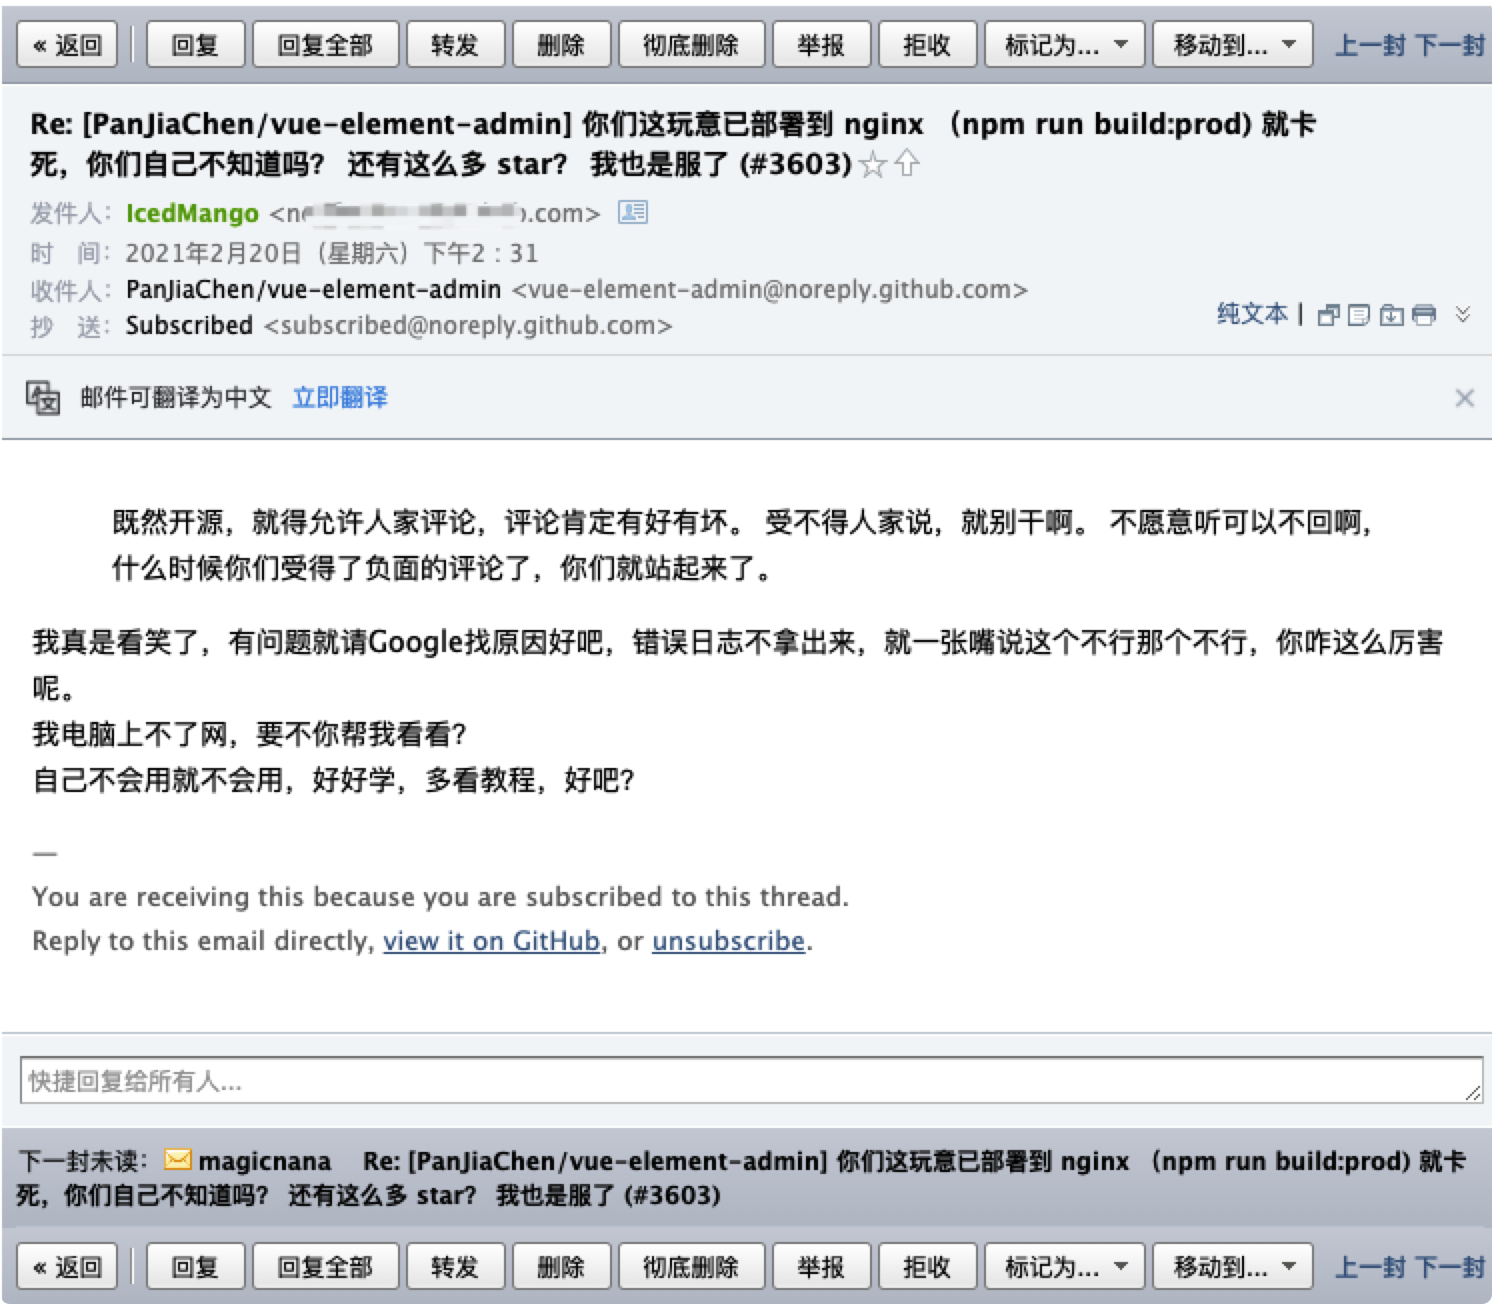 « 返回 回复 回复全部 转发 删除 彻底删除 举报 拒收 标记为... 移动到... 上一封 下一封
Re: [PanJiaChen/vue-element-admin] 你们这玩意已部署到 nginx （npm run build:prod) 就卡
死，你们自己不知道吗？ 还有这么多 star？ 我也是服了 (#3603)
发件人： IcedMango <n .com>
时 间： 2021年2月20日（星期六）下午2：31
收件人： PanJiaChen/vue-element-admin <vue-element-admin@noreply.github.com>
抄 送： Subscribed <subscribed@noreply.github.com>
纯文本 |
邮件可翻译为中文 立即翻译
既然开源，就得允许人家评论，评论肯定有好有坏。 受不得人家说，就别干啊。 不愿意听可以不回啊，
什么时候你们受得了负面的评论了，你们就站起来了。
我真是看笑了，有问题就请Google找原因好吧，错误日志不拿出来，就一张嘴说这个不行那个不行，你咋这么厉害
呢。
我电脑上不了网，要不你帮我看看？
自己不会用就不会用，好好学，多看教程，好吧？
—
You are receiving this because you are subscribed to this thread.
Reply to this email directly, view it on GitHub, or unsubscribe.
快捷回复给所有人...
下一封未读： magicnana Re: [PanJiaChen/vue-element-admin] 你们这玩意已部署到 nginx （npm run build:prod) 就卡
死，你们自己不知道吗？ 还有这么多 star？ 我也是服了 (#3603)
« 返回 回复 回复全部 转发 删除 彻底删除 举报 拒收 标记为... 移动到... 上一封 下一封